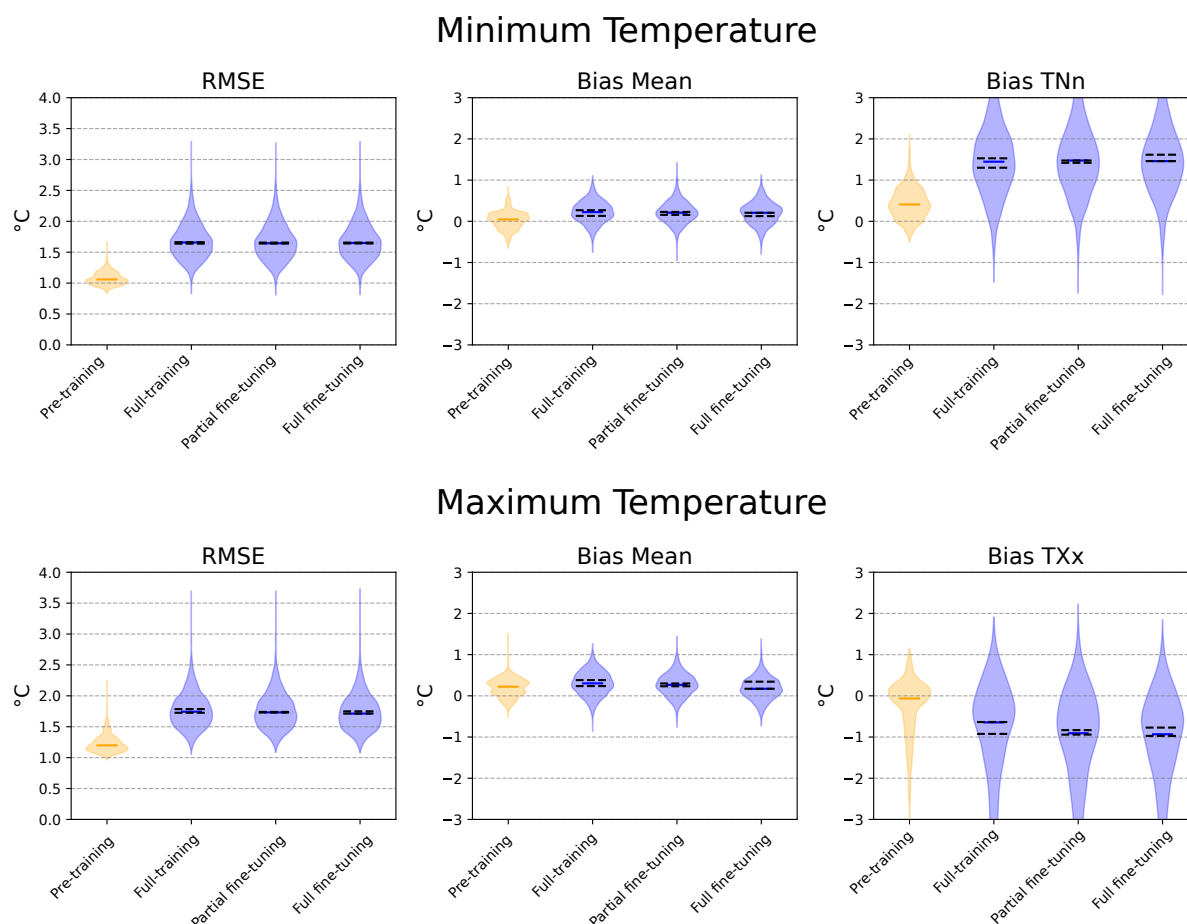 Minimum Temperature
RMSE
°C
4.0
3.5
3.0
2.5
2.0
1.5
1.0
0.5
0.0
Pre-training
Full-training
Partial fine-tuning
Full fine-tuning
Bias Mean
°C
3
2
1
0
−1
−2
−3
Pre-training
Full-training
Partial fine-tuning
Full fine-tuning
Bias TNn
°C
3
2
1
0
−1
−2
−3
Pre-training
Full-training
Partial fine-tuning
Full fine-tuning
Maximum Temperature
RMSE
°C
4.0
3.5
3.0
2.5
2.0
1.5
1.0
0.5
0.0
Pre-training
Full-training
Partial fine-tuning
Full fine-tuning
Bias Mean
°C
3
2
1
0
−1
−2
−3
Pre-training
Full-training
Partial fine-tuning
Full fine-tuning
Bias TXx
°C
3
2
1
0
−1
−2
−3
Pre-training
Full-training
Partial fine-tuning
Full fine-tuning